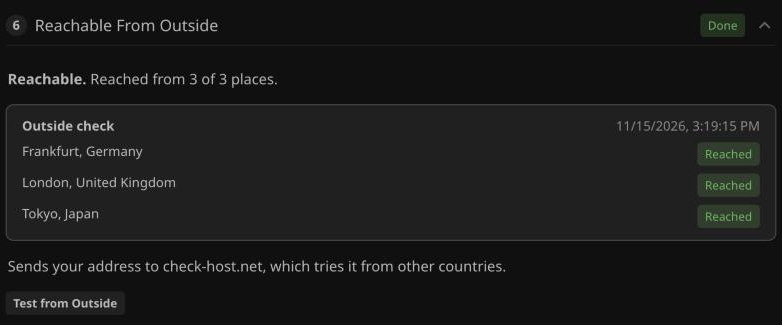 6 Reachable From Outside Done
Reachable. Reached from 3 of 3 places.
Outside check 11/15/2026, 3:19:15 PM
Frankfurt, Germany Reached
London, United Kingdom Reached
Tokyo, Japan Reached
Sends your address to check-host.net, which tries it from other countries.
Test from Outside